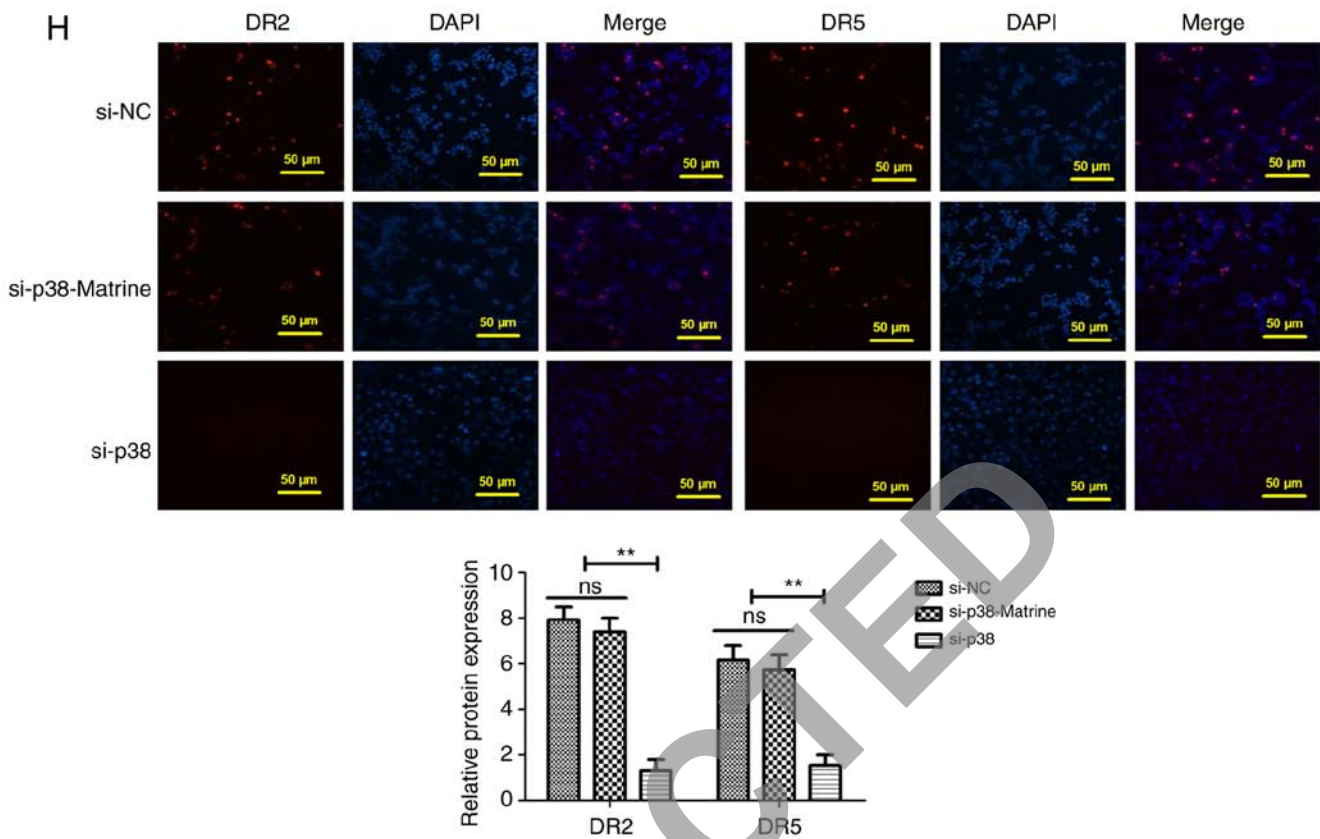 H
DR2 DAPI Merge DR5 DAPI Merge
si-NC
50 µm 50 µm 50 µm 50 µm 50 µm 50 µm
si-p38-Matrine
50 µm 50 µm 50 µm 50 µm 50 µm 50 µm
si-p38
50 µm 50 µm 50 µm 50 µm 50 µm 50 µm
Relative protein expression
10
8
6
4
2
0
ns
**
ns
**
DR2 DR5
si-NC
si-p38-Matrine
si-p38
CTED